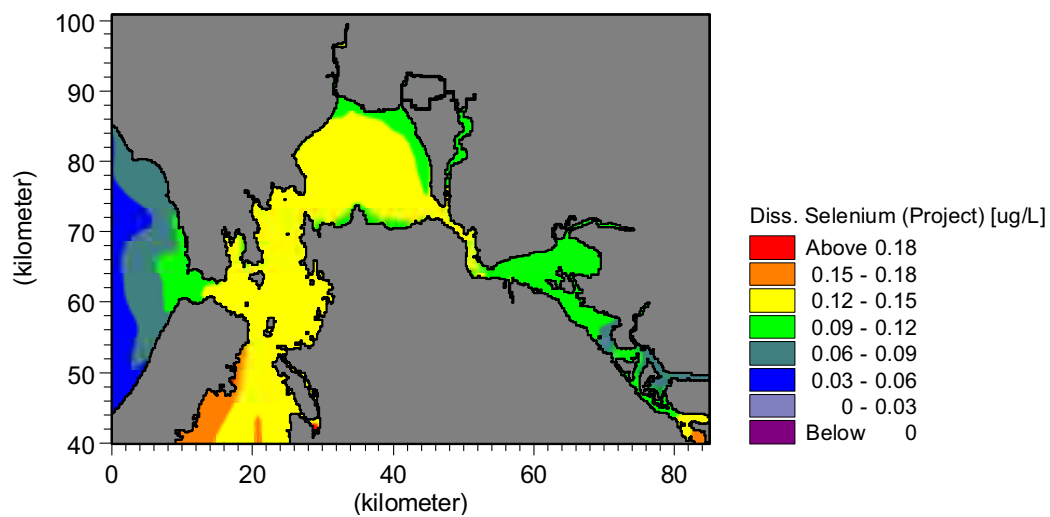 100
90
80
70
60
50
40
(kilometer)
0 20 40 60 80
(kilometer)
Diss. Selenium (Project) [ug/L]
Above 0.18
0.15 - 0.18
0.12 - 0.15
0.09 - 0.12
0.06 - 0.09
0.03 - 0.06
0 - 0.03
Below 0